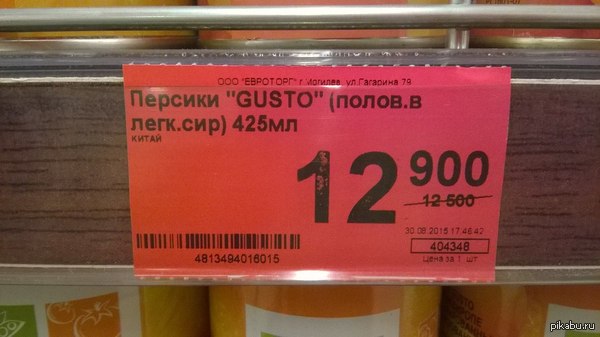 ООО "ЕВРОТОРГ" г.Могилев, ул.Гагарина 79
Персики "GUSTO" (полов.в
легк.сир) 425мл
КИТАЙ
12 900
12 500
30.08.2015 17:46:42
404348
Цена за 1 шт
4813494016015
pikabu.ru